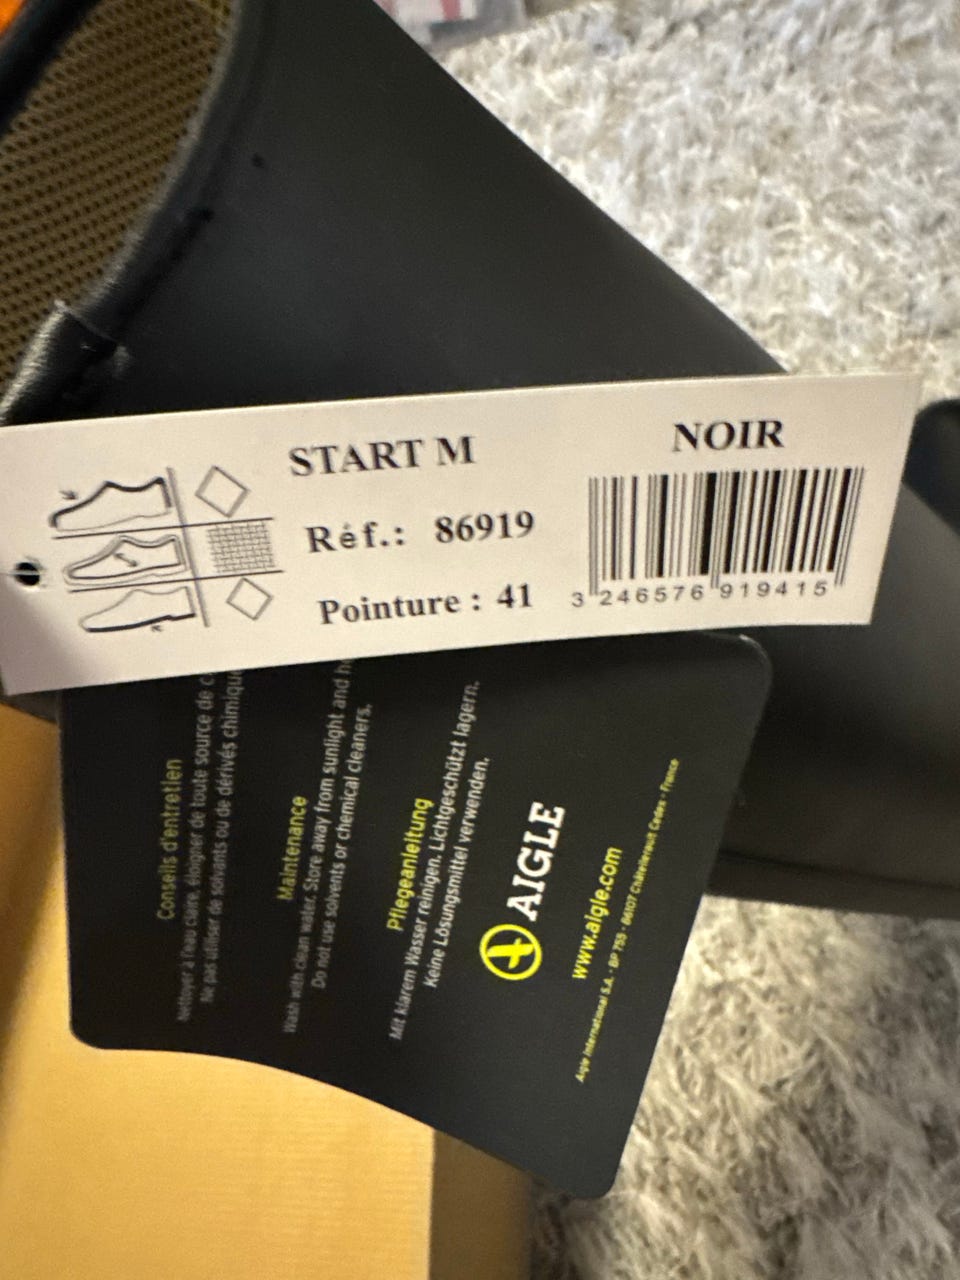 START M
NOIR
Réf.: 86919
Pointure : 41
3 246576 919415
Conseils d'entretien
Nettoyer à l'eau claire, éloigner de toute source de
Ne pas utiliser de solvants ou de dérivés
Maintenance
Wash with clean water. Store away from sunlight and
Do not use solvents or chemical cleaners.
Pflegeanleitung
Mit klarem Wasser reinigen. Lichtgeschützt lagern.
Keine Lösungsmittel verwenden.
AIGLE
www.aigle.com
Aigle International S.A. - BP 755 - 86107 Châtellerault Cedex - France